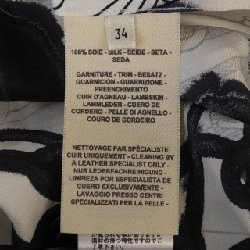 34
100% SOIE - SILK - SEIDE - SETA -
SEDA
GARNITURE - TRIM - BESATZ -
GUARNICION - GUARNIZIONE -
PREENCHIMENTO
CUIR D'AGNEAU - LAMBSKIN -
LAMMLEDER - CUERO DE
CORDERO - PELLE DI AGNELLO
- CUERO DE CORDEIRO
NETTOYAGE PAR SPÉCIALISTE
CUIR UNIQUEMENT - CLEANING BY
A LEATHER SPECIALIST ONLY -
NUR LEDERFACHREINIGUNG -
LIMPIEZA POR ESPECIALISTA EN
CUERO EXCLUSIVAMENTE -
LAVAGGIO PRESSO CENTRI
SPECIALIZZATI PER LA PELLE -